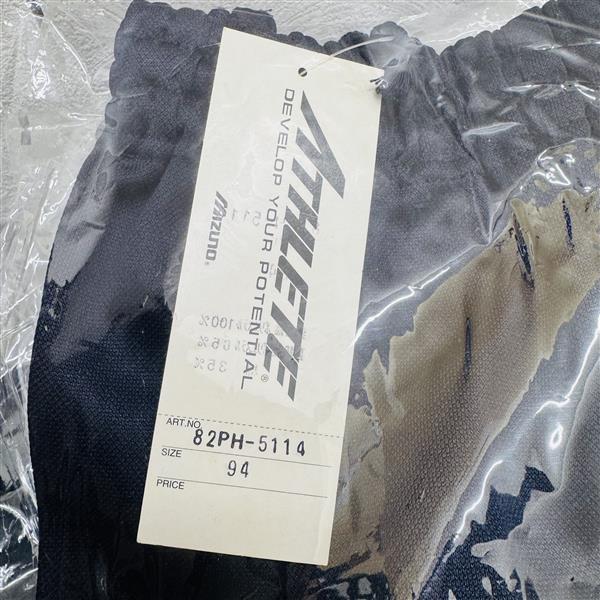 ATHLETE
DEVELOP YOUR POTENTIAL®
Mizuno®
ART.NO 82PH-5114
SIZE 94
PRICE